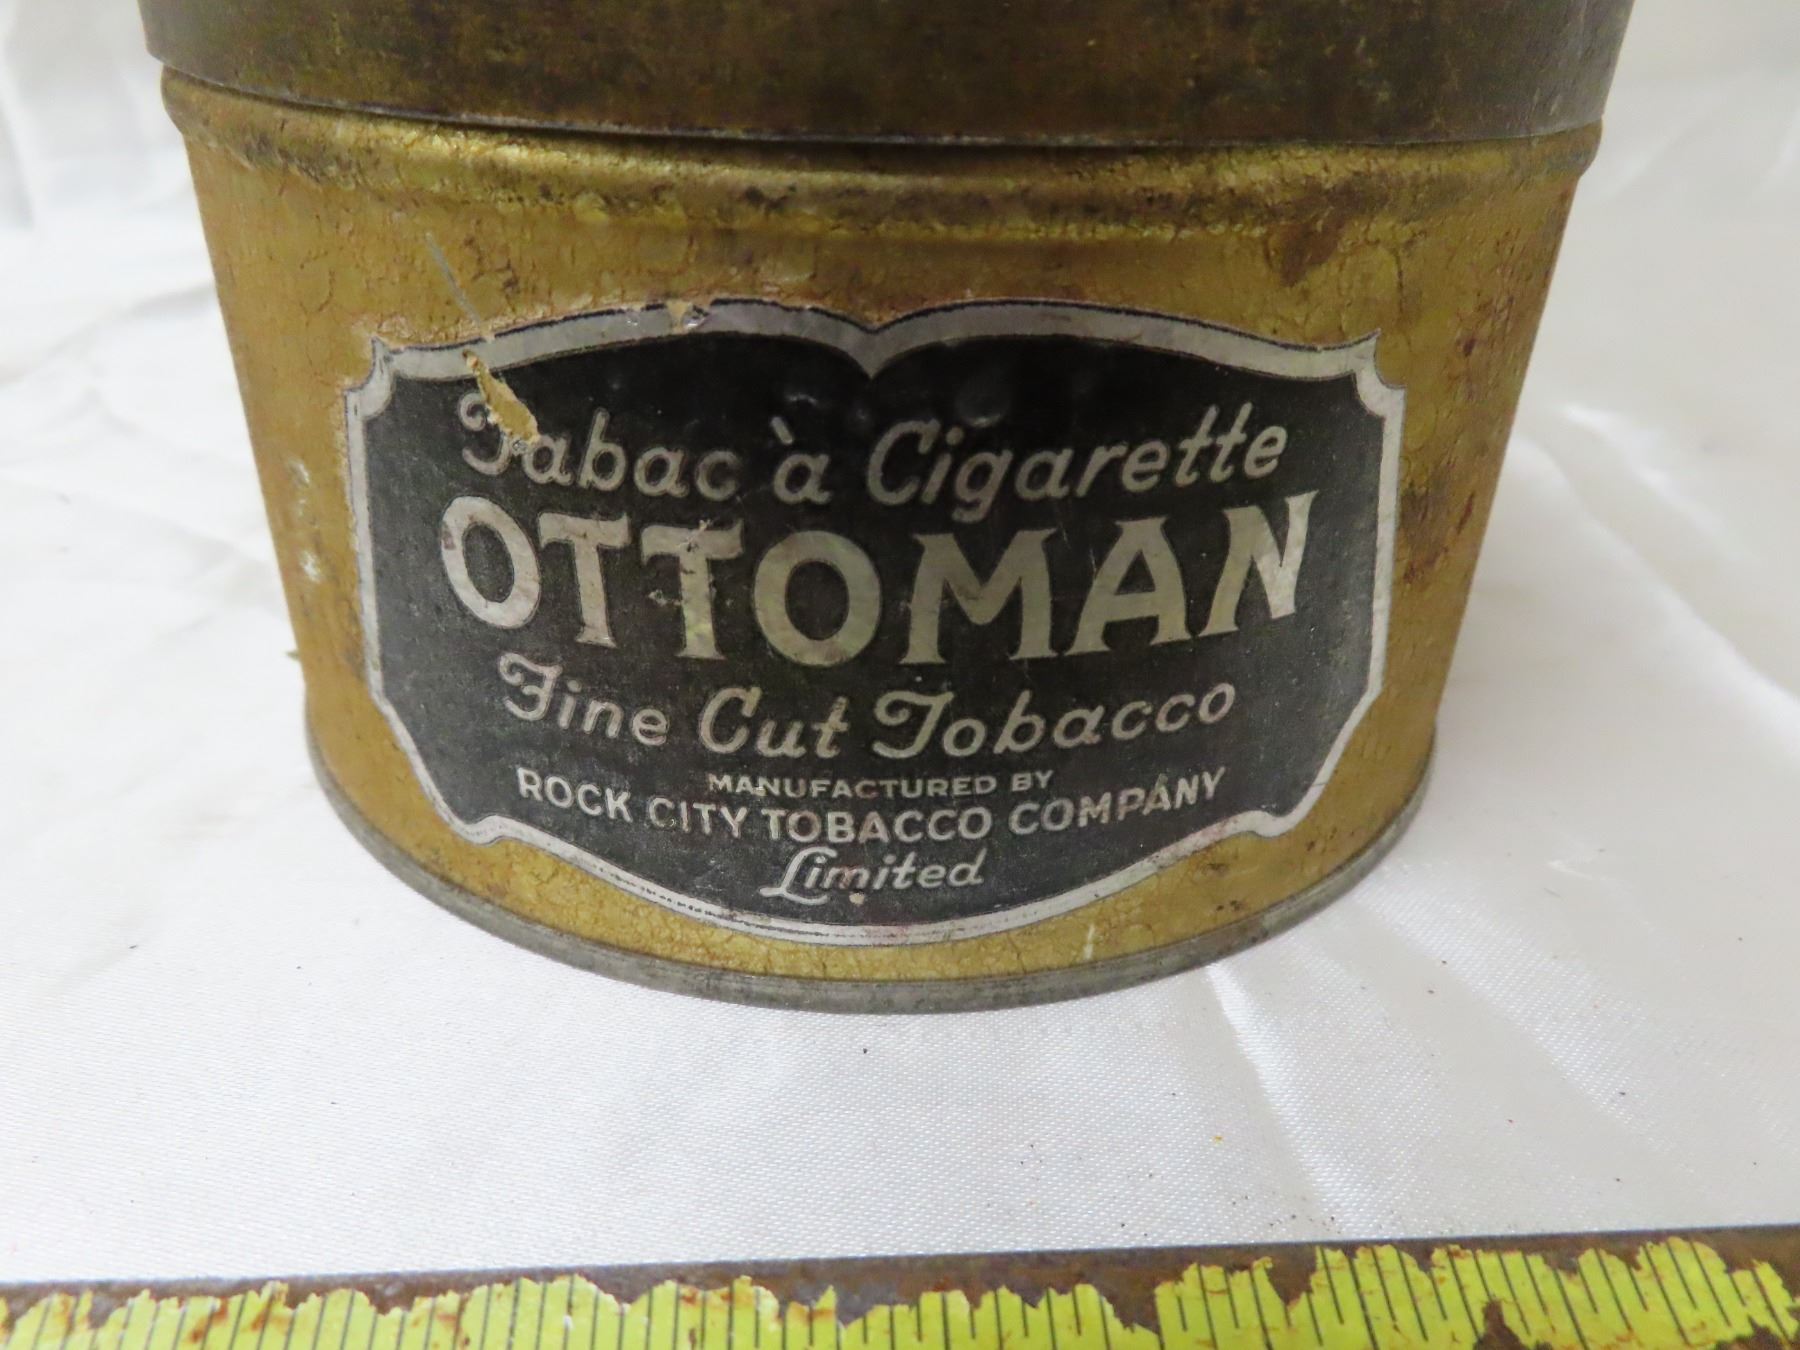 Tabac à Cigarette
OTTOMAN
Fine Cut Tobacco
MANUFACTURED BY
ROCK CITY TOBACCO COMPANY
Limited